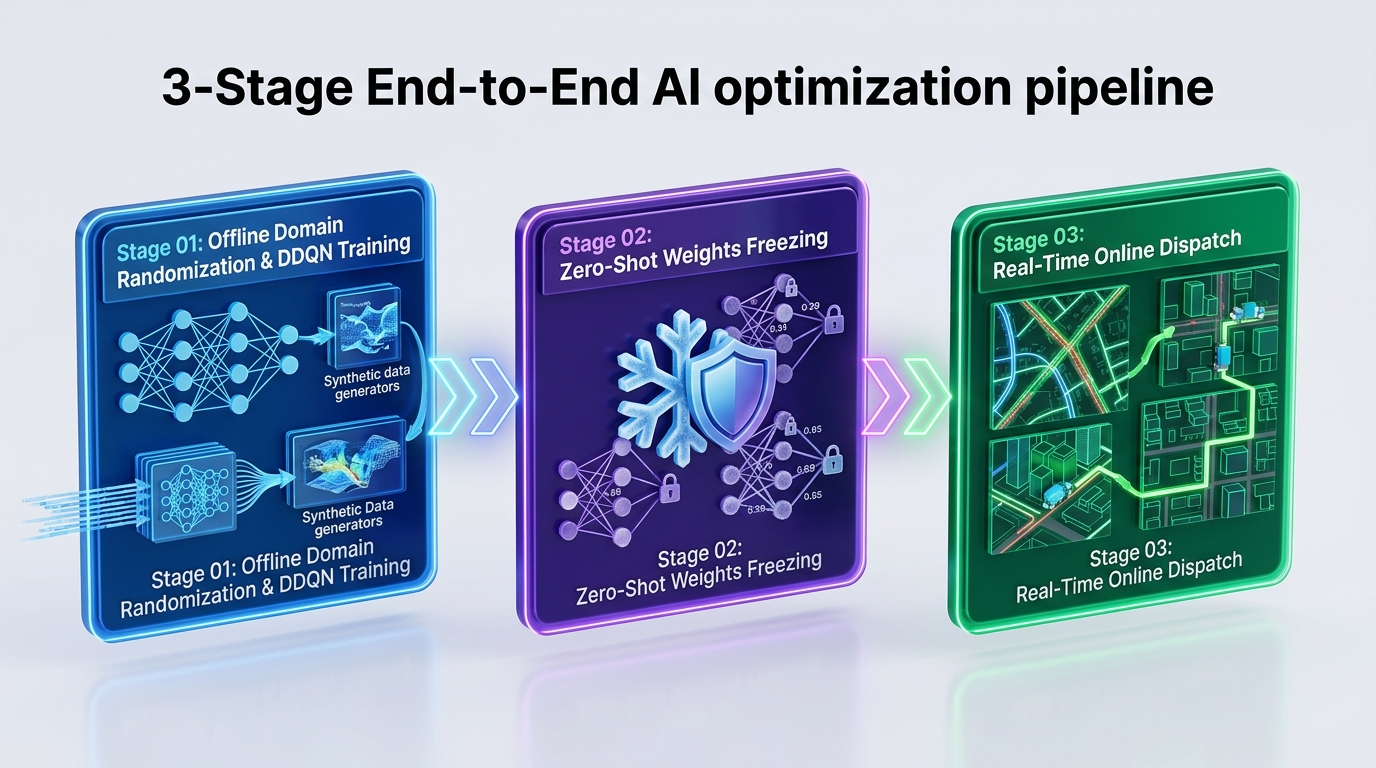 3-Stage End-to-End AI optimization pipeline
Stage 01: Offline Domain
Randomization & DDQN Training
Synthetic data
generators
Synthetic Data
generators
Stage 01: Offline Domain
Randomization & DDQN Training
Stage 02:
Zero-Shot Weights Freezing
0.29
0.39
0.65
0.69
0.65
Stage 02:
Zero-Shot Weights Freezing
Stage 03:
Real-Time Online Dispatch
Stage 03:
Real-Time Online Dispatch